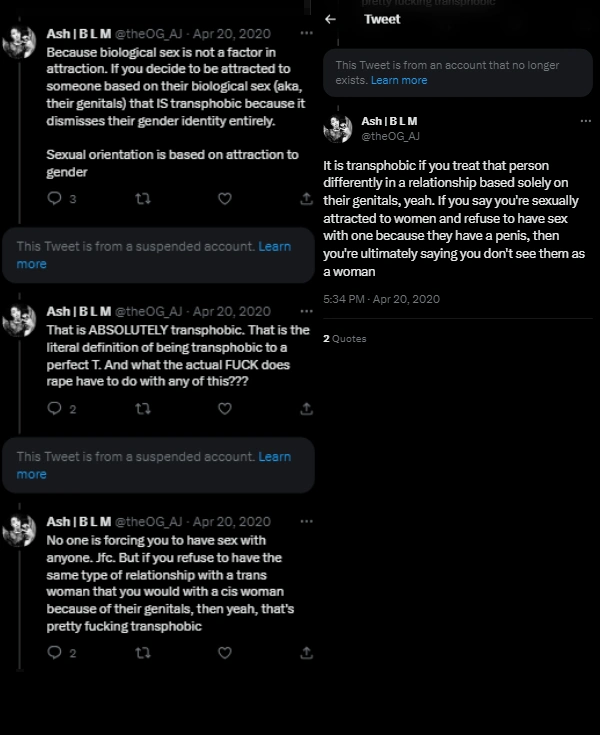 Ash | B L M @theOG_AJ · Apr 20, 2020
Because biological sex is not a factor in
attraction. If you decide to be attracted to
someone based on their biological sex (aka,
their genitals) that IS transphobic because it
dismisses their gender identity entirely.
Sexual orientation is based on attraction to
gender
3
This Tweet is from a suspended account. Learn
more
Ash | B L M @theOG_AJ · Apr 20, 2020
That is ABSOLUTELY transphobic. That is the
literal definition of being transphobic to a
perfect T. And what the actual FUCK does
rape have to do with any of this???
2
This Tweet is from a suspended account. Learn
more
Ash | B L M @theOG_AJ · Apr 20, 2020
No one is forcing you to have sex with
anyone. Jfc. But if you refuse to have the
same type of relationship with a trans
woman that you would with a cis woman
because of their genitals, then yeah, that's
pretty fucking transphobic
2
pretty fucking transphobic
Tweet
This Tweet is from an account that no longer
exists. Learn more
Ash | B L M
@theOG_AJ
It is transphobic if you treat that person
differently in a relationship based solely on
their genitals, yeah. If you say you're sexually
attracted to women and refuse to have sex
with one because they have a penis, then
you're ultimately saying you don't see them as
a woman
5:34 PM · Apr 20, 2020
2 Quotes